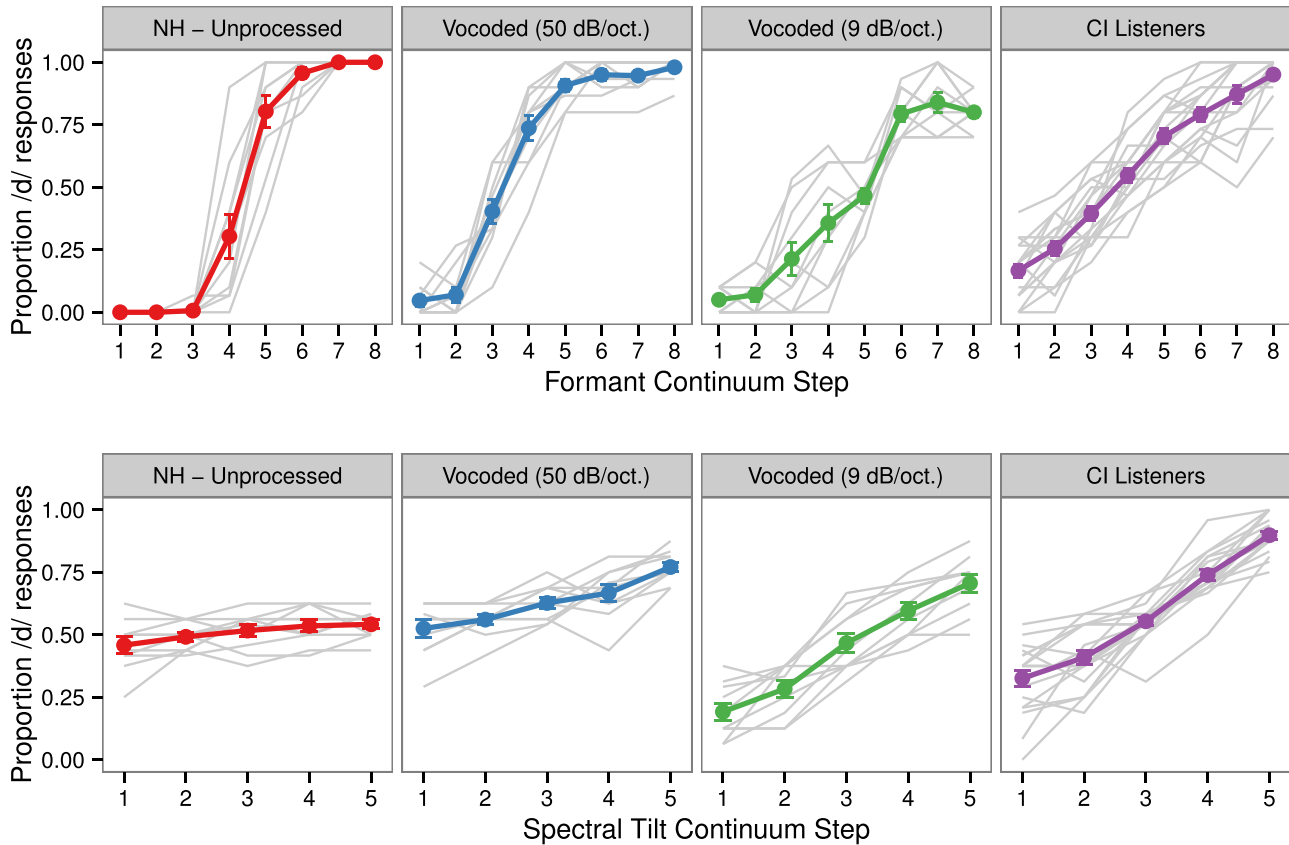 NH – Unprocessed
Vocoded (50 dB/oct.)
Vocoded (9 dB/oct.)
CI Listeners
Proportion /d/ responses
1.00
0.75
0.50
0.25
0.00
1 2 3 4 5 6 7 8
1 2 3 4 5 6 7 8
1 2 3 4 5 6 7 8
1 2 3 4 5 6 7 8
Formant Continuum Step
NH – Unprocessed
Vocoded (50 dB/oct.)
Vocoded (9 dB/oct.)
CI Listeners
Proportion /d/ responses
1.00
0.75
0.50
0.25
0.00
1 2 3 4 5
1 2 3 4 5
1 2 3 4 5
1 2 3 4 5
Spectral Tilt Continuum Step